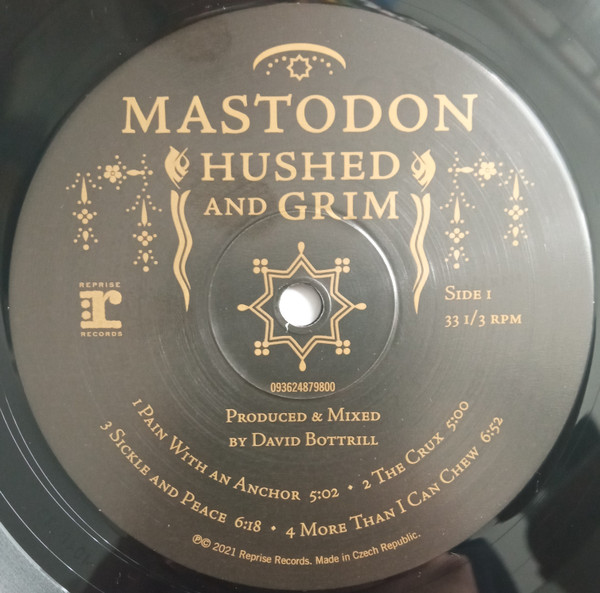 MASTODON
HUSHED
AND GRIM
REPRISE
r
RECORDS
SIDE 1
33 1/3 RPM
093624879800
PRODUCED & MIXED
BY DAVID BOTTRILL
1 PAIN WITH AN ANCHOR 5:02 • 2 THE CRUX 5:00
3 SICKLE AND PEACE 6:18 • 4 MORE THAN I CAN CHEW 6:52
℗© 2021 Reprise Records. Made in Czech Republic.